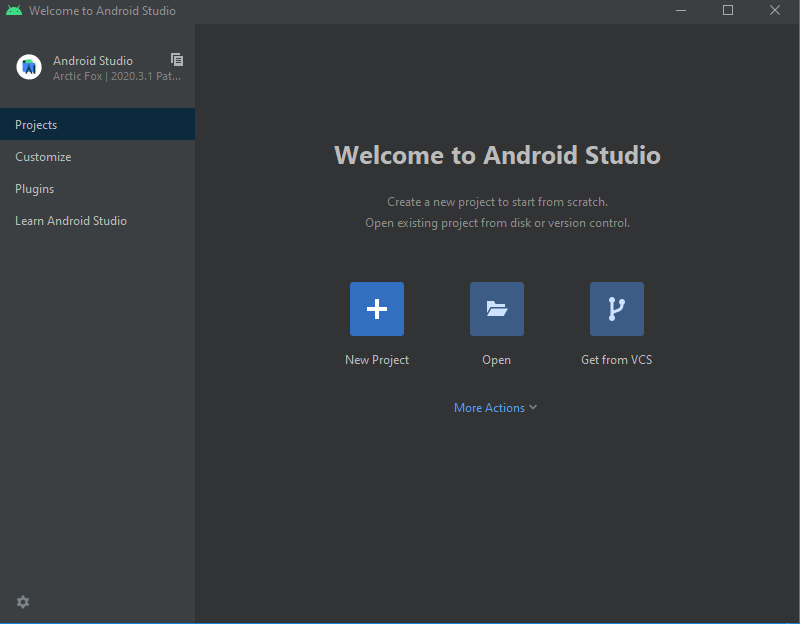 Welcome to Android Studio
Android Studio
Arctic Fox | 2020.3.1 Pat...
Projects
Customize
Plugins
Learn Android Studio
Welcome to Android Studio
Create a new project to start from scratch.
Open existing project from disk or version control.
New Project
Open
Get from VCS
More Actions